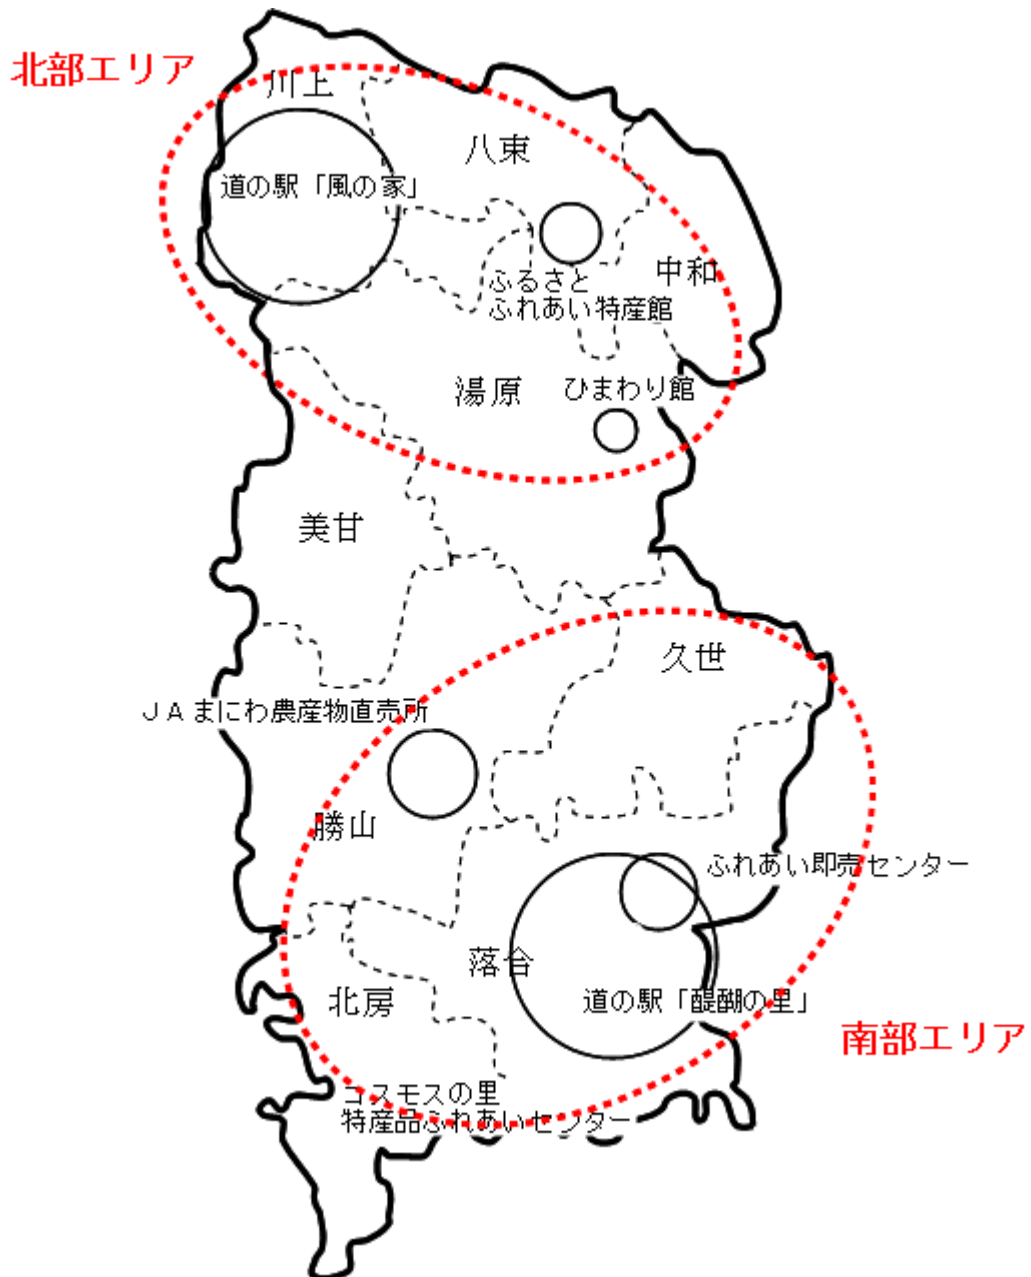 北部エリア
川上
八東
道の駅「風の家」
中和
ふるさと
ふれあい特産館
湯原
ひまわり館
美甘
久世
ＪＡまにわ農産物直売所
勝山
ふれあい即売センター
落合
北房
道の駅「醍醐の里」
南部エリア
コスモスの里
特産品ふれあいセンター